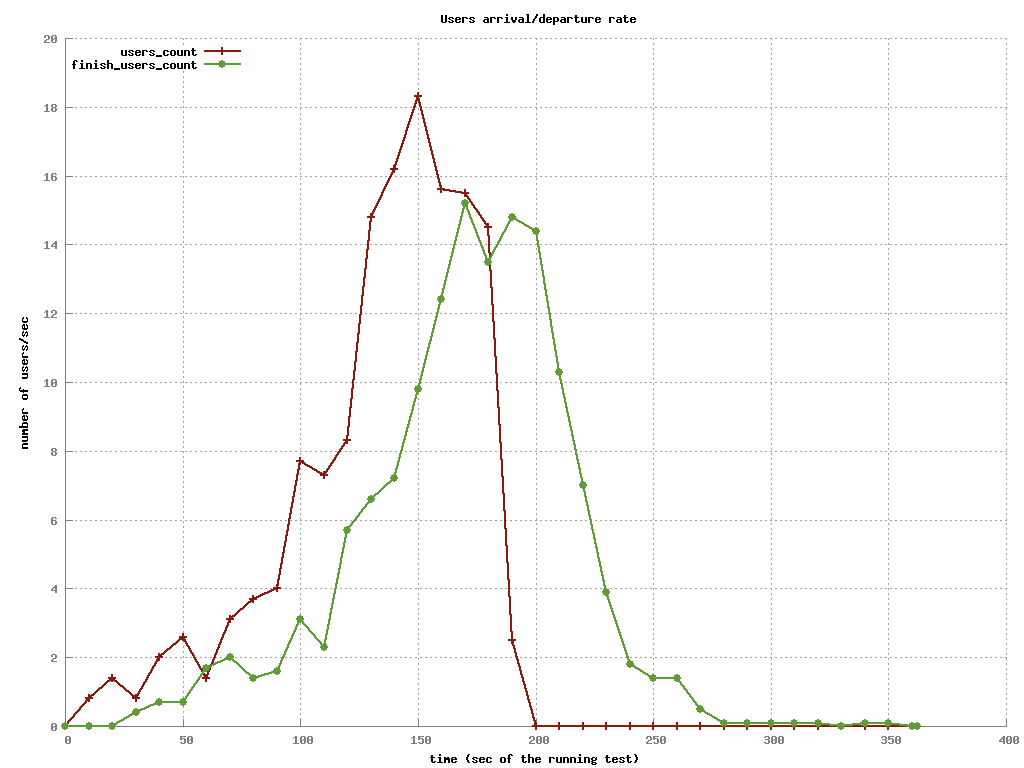 Users arrival/departure rate
users_count
finish_users_count
20
18
16
14
12
10
8
6
4
2
0
number of users/sec
0 50 100 150 200 250 300 350 400
time (sec of the running test)